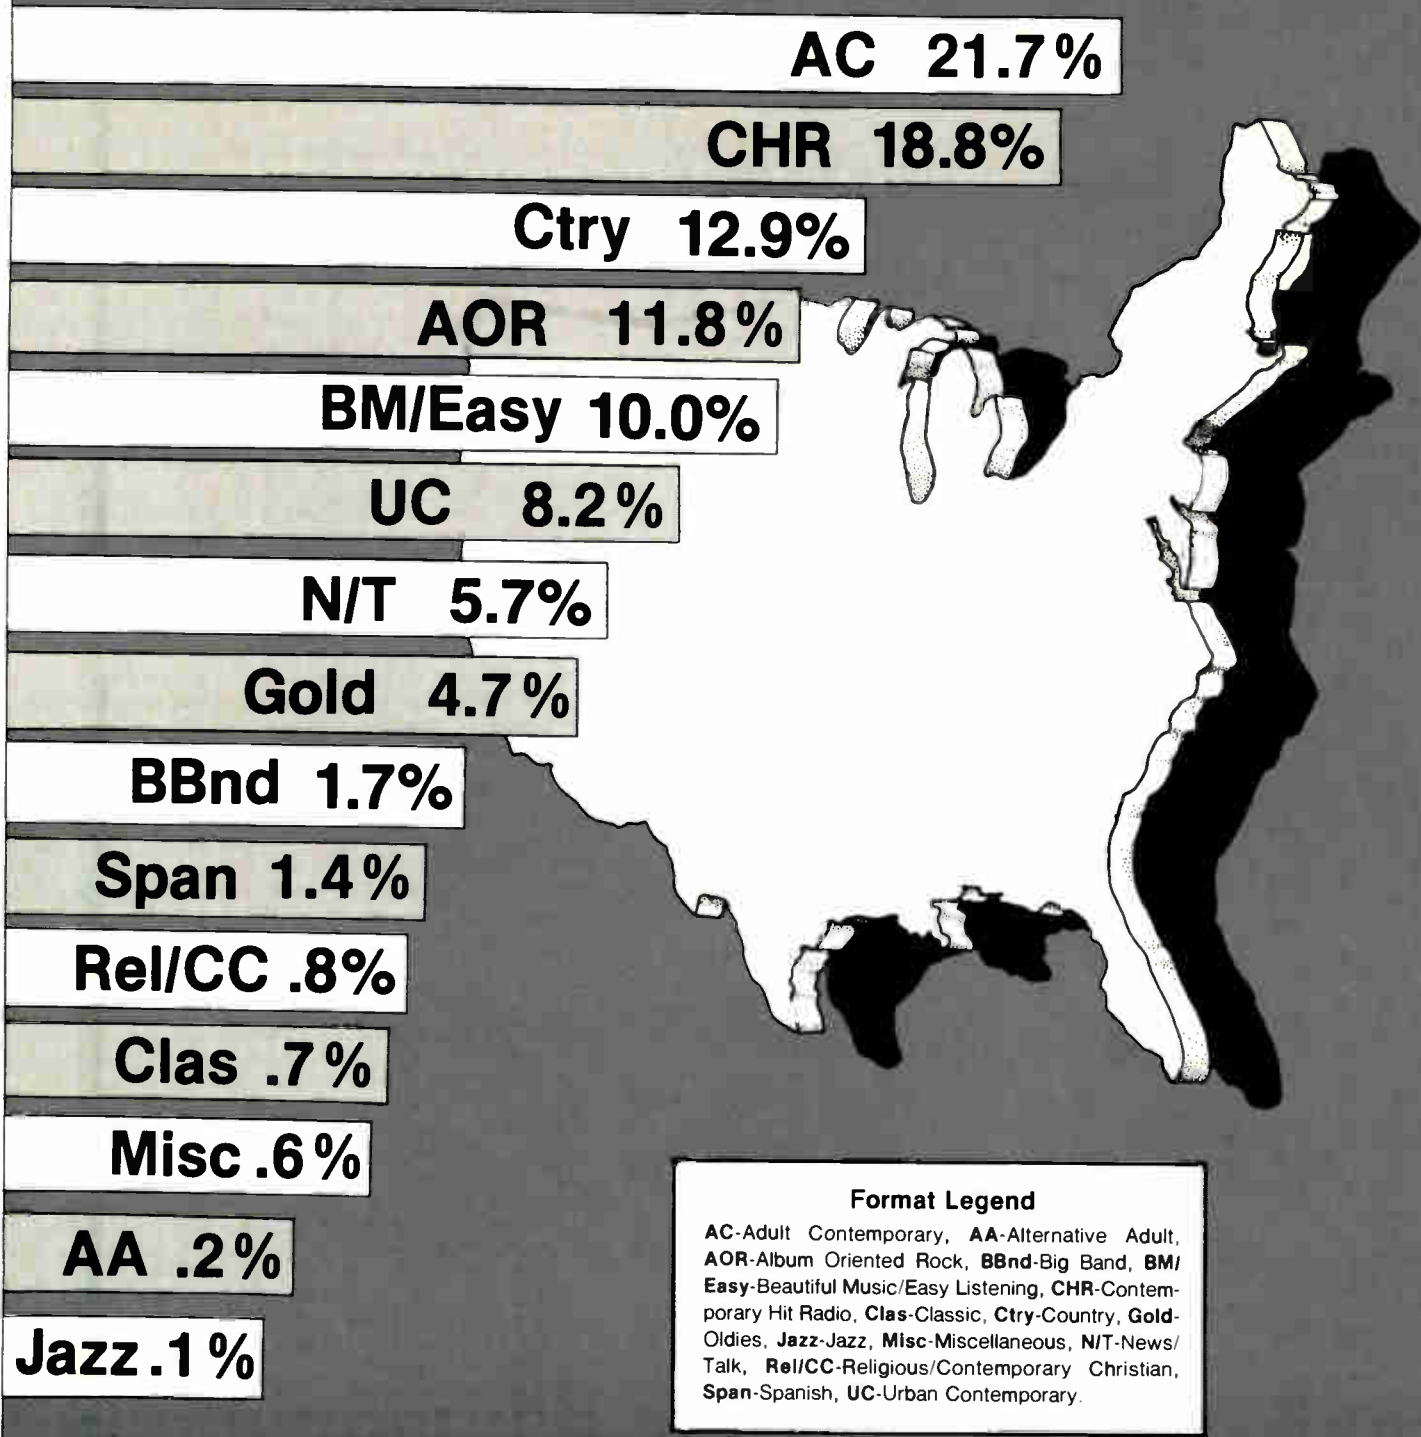 AC 21.7%
CHR 18.8%
Ctry 12.9%
AOR 11.8%
BM/Easy 10.0%
UC 8.2%
N/T 5.7%
Gold 4.7%
BBnd 1.7%
Span 1.4%
Rel/CC .8%
Clas .7%
Misc .6%
AA .2%
Jazz .1%
Format Legend
AC-Adult Contemporary, AA-Alternative Adult,
AOR-Album Oriented Rock, BBnd-Big Band, BM/
Easy-Beautiful Music/Easy Listening, CHR-Contem-
porary Hit Radio, Clas-Classic, Ctry-Country, Gold-
Oldies, Jazz-Jazz, Misc-Miscellaneous, N/T-News/
Talk, Rel/CC-Religious/Contemporary Christian,
Span-Spanish, UC-Urban Contemporary.